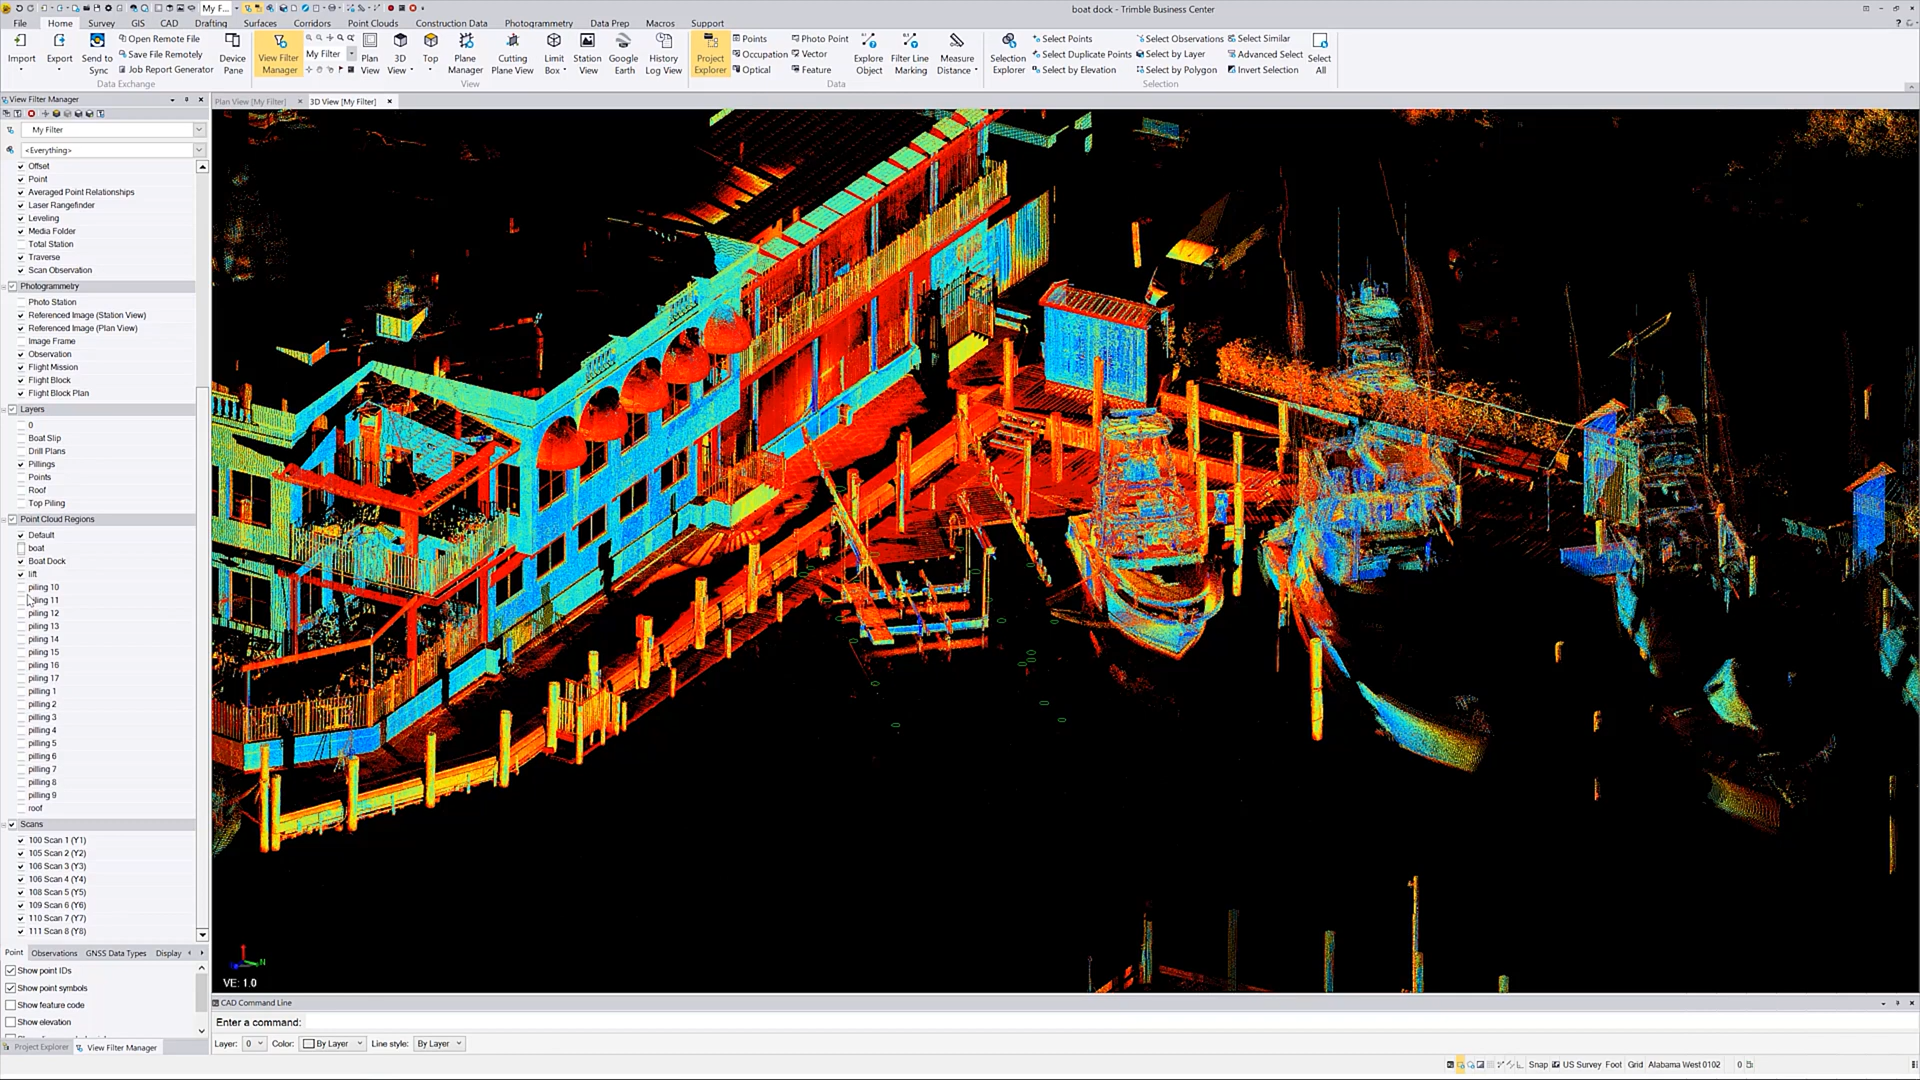 My F...
boat dock - Trimble Business Center
File Home Survey GIS CAD Drafting Surfaces Corridors Point Clouds Construction Data Photogrammetry Data Prep Macros Support
Import
Export
Send to Sync
Open Remote File
Save File Remotely
Job Report Generator
Device Pane
Data Exchange
View Filter Manager
My Filter
Plan View
3D View
Top
Plane Manager
Cutting Plane View
Limit Box
Station View
Google Earth
History Log View
View
Project Explorer
Points
Occupation
Optical
Photo Point
Vector
Feature
Explore Object
Filter Line Marking
Measure Distance
Data
Selection Explorer
Select Points
Select Duplicate Points
Select by Elevation
Select Observations
Select by Layer
Select by Polygon
Select Similar
Advanced Select
Invert Selection
Select All
Selection
View Filter Manager
Plan View [My Filter]
3D View [My Filter]
My Filter
<Everything>
Offset
Point
Averaged Point Relationships
Laser Rangefinder
Leveling
Media Folder
Total Station
Traverse
Scan Observation
Photogrammetry
Photo Station
Referenced Image (Station View)
Referenced Image (Plan View)
Image Frame
Observation
Flight Mission
Flight Block
Flight Block Plan
Layers
0
Boat Slip
Drill Plans
Pillings
Points
Roof
Top Piling
Point Cloud Regions
Default
boat
Boat Dock
lift
piling 10
piling 11
piling 12
piling 13
piling 14
piling 15
piling 16
piling 17
pilling 1
pilling 2
pilling 3
pilling 4
pilling 5
pilling 6
pilling 7
pilling 8
pilling 9
roof
Scans
100 Scan 1 (Y1)
105 Scan 2 (Y2)
106 Scan 3 (Y3)
106 Scan 4 (Y4)
108 Scan 5 (Y5)
109 Scan 6 (Y6)
110 Scan 7 (Y7)
111 Scan 8 (Y8)
Point Observations GNSS Data Types Display
Show point IDs
Show point symbols
Show feature code
Show elevation
Project Explorer View Filter Manager
N
VE: 1.0
CAD Command Line
Enter a command:
Layer: 0 Color: By Layer Line style: By Layer
Snap US Survey Foot Grid Alabama West 0102 0